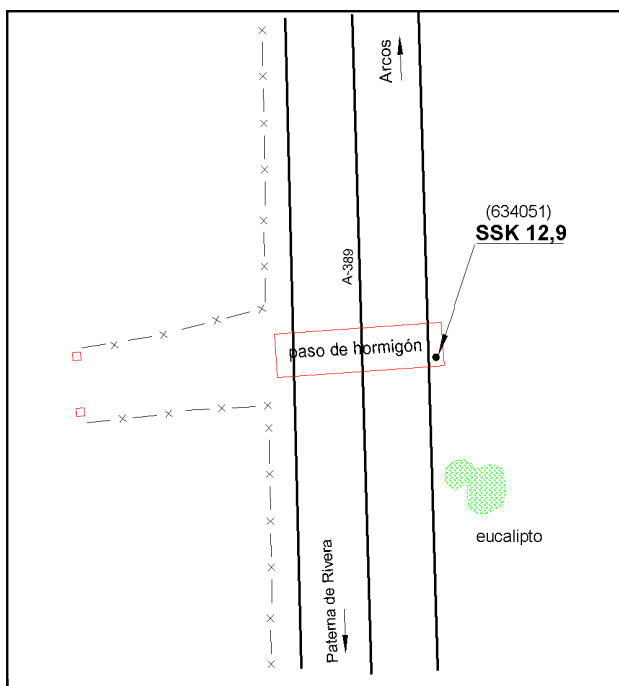 Arcos
(634051)
SSK 12,9
A-389
paso de hormigón
eucalipto
Paterna de Rivera